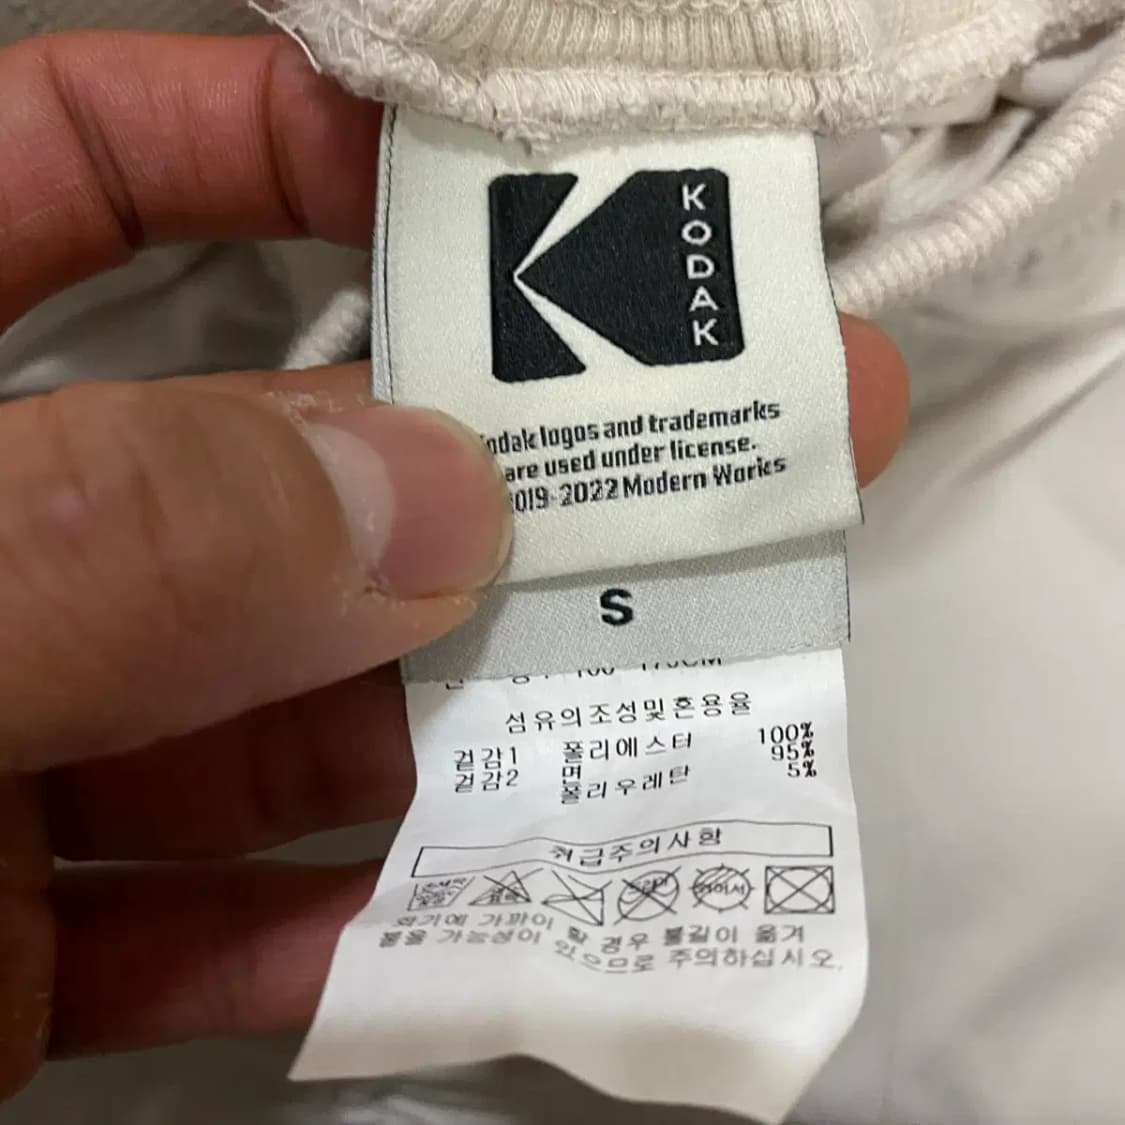 KODAK
odak logos and trademarks
are used under license.
019-2022 Modern Works
S
섬유의조성및혼용율
겉감1 폴리에스터 100%
겉감2 면 95%
폴리우레탄 5%
취급주의사항
드라이
화기에 가까이 할 경우 불길이 옮겨
붙을 가능성이 있으므로 주의하십시오.